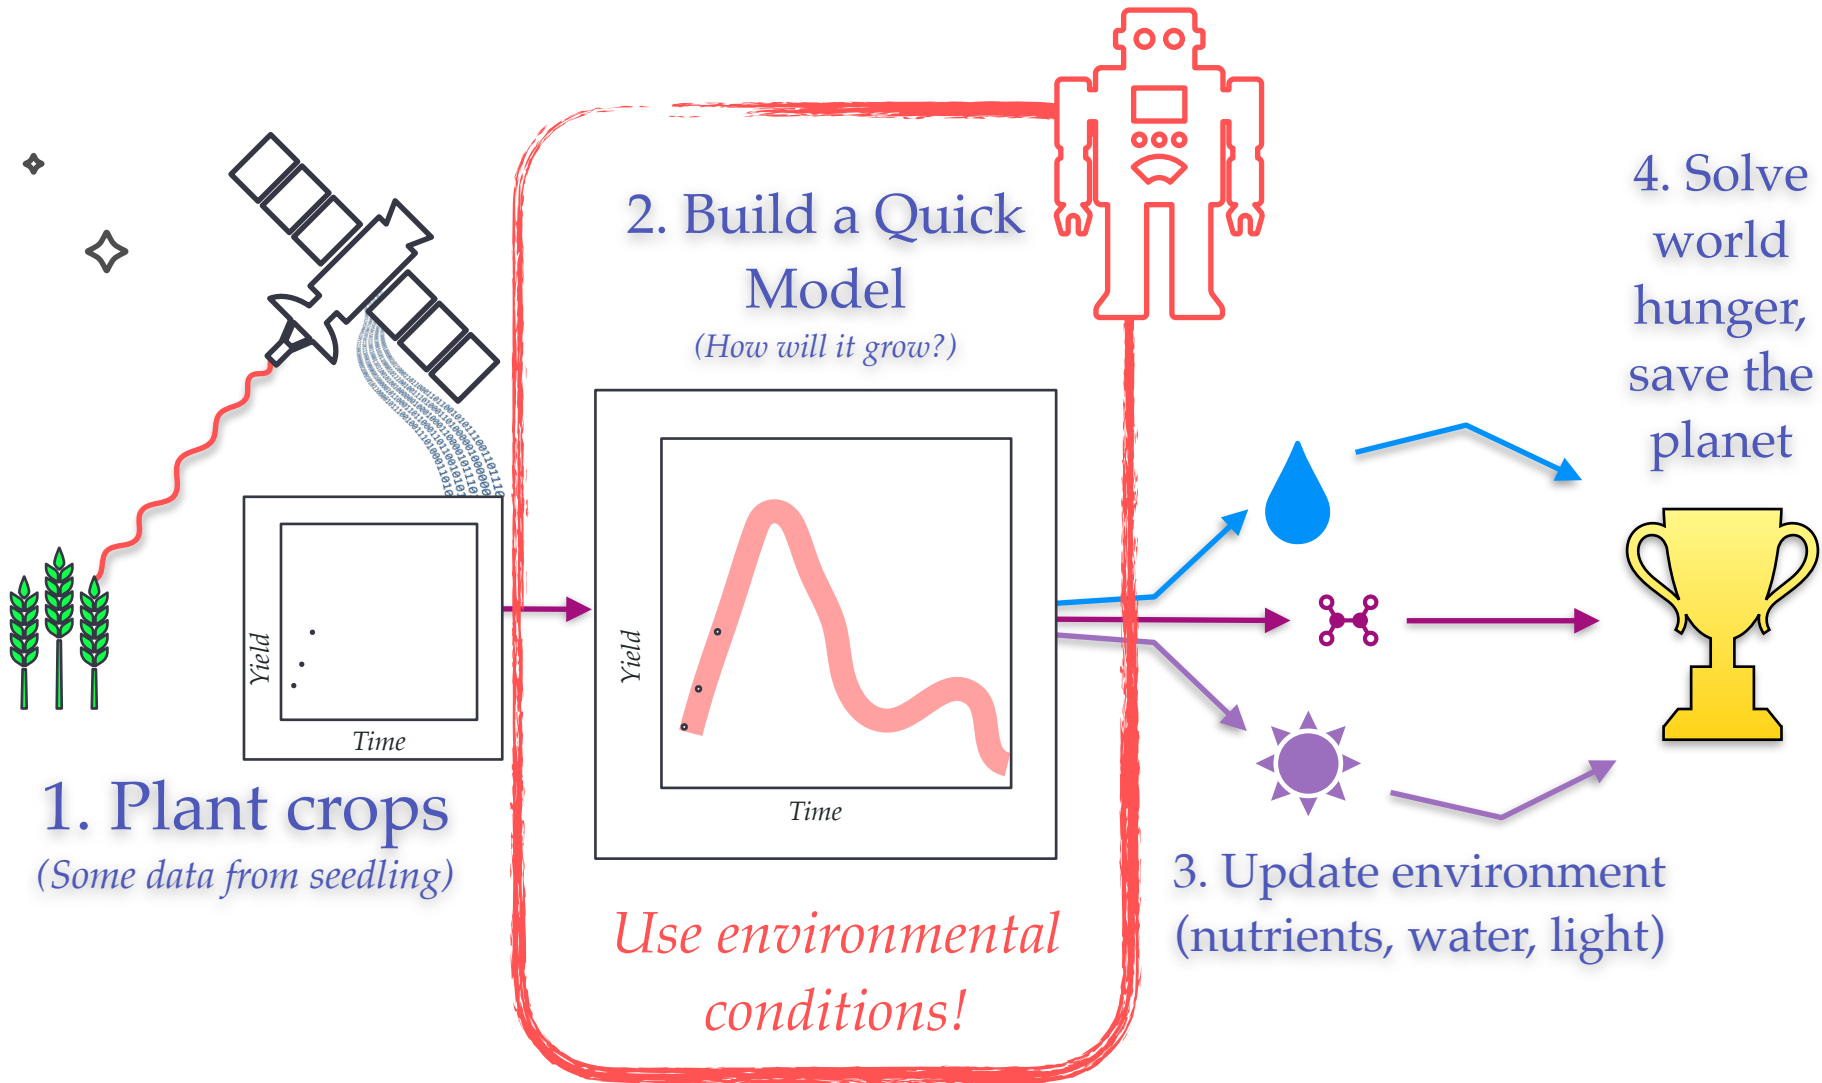 1. Plant crops
(Some data from seedling)
Yield
Time
2. Build a Quick
Model
(How will it grow?)
Yield
Time
Use environmental
conditions!
3. Update environment
(nutrients, water, light)
4. Solve
world
hunger,
save the
planet